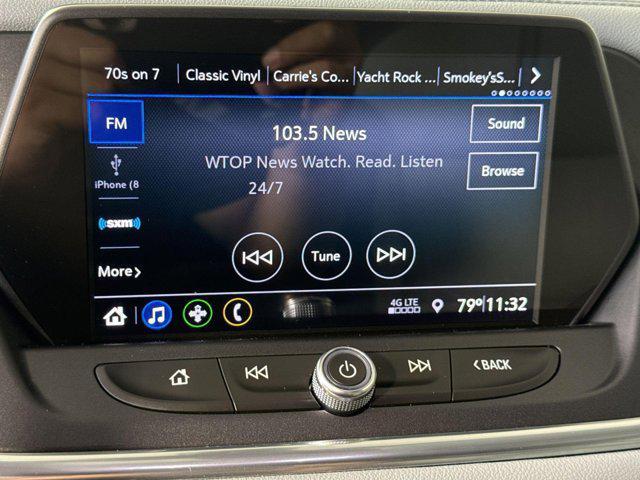 70s on 7 Classic Vinyl Carrie's Co... Yacht Rock ... Smokey'sS...
FM
103.5 News
Sound
WTOP News Watch. Read. Listen
24/7
Browse
iPhone (8
((sxm))
Tune
More
4G LTE
79° 11:32
BACK